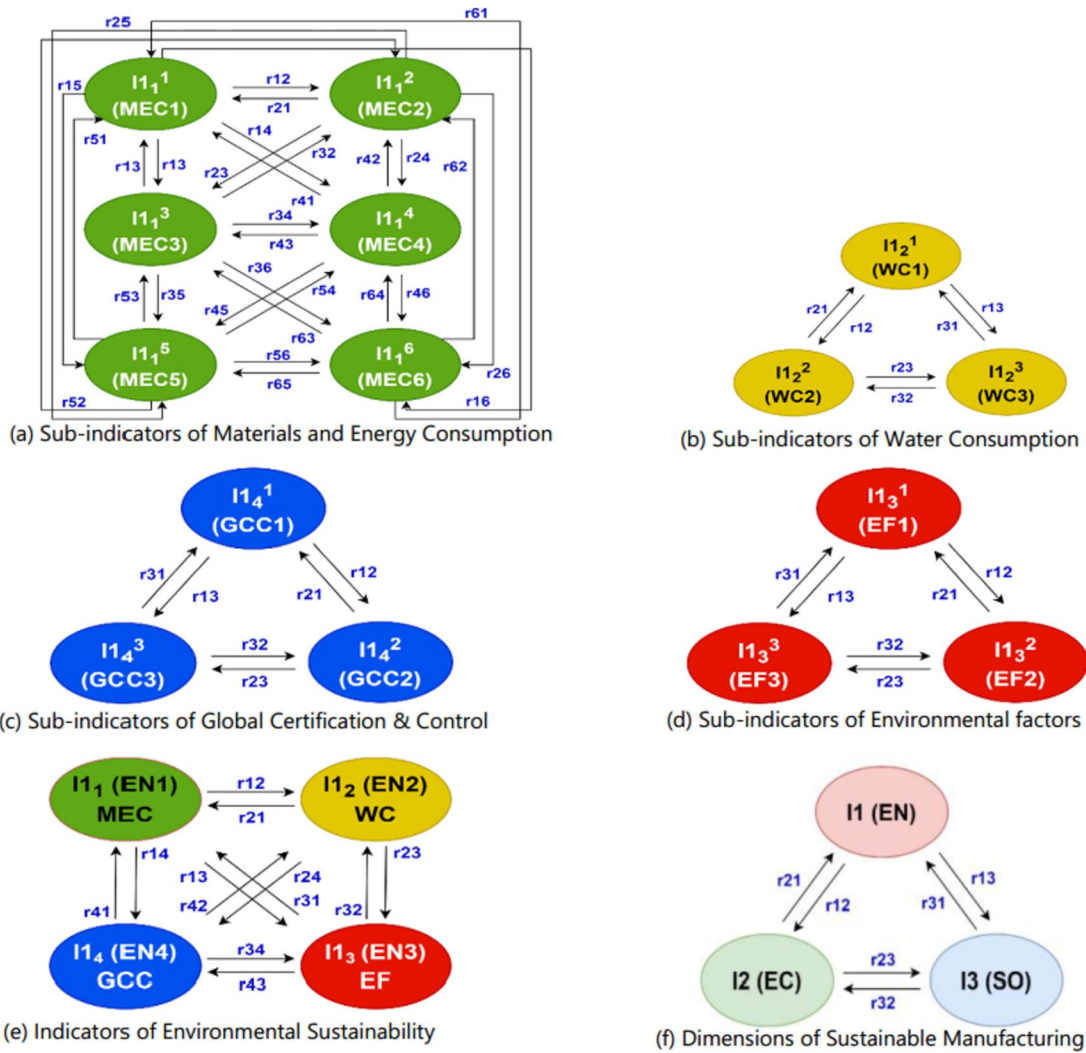 r25
r61
I1₁¹
(MEC1)
r12
r21
I1₁²
(MEC2)
r15
r51
r14
r32
r42
r24
r62
r13
r13
r23
r41
I1₁³
(MEC3)
r34
r43
I1₁⁴
(MEC4)
r36
r53
r35
r45
r54
r64
r46
r63
I1₁⁵
(MEC5)
r56
r65
I1₁⁶
(MEC6)
r26
r52
r16
(a) Sub-indicators of Materials and Energy Consumption
I1₂¹
(WC1)
r21
r12
r13
r31
I1₂²
(WC2)
r23
r32
I1₂³
(WC3)
(b) Sub-indicators of Water Consumption
I1₄¹
(GCC1)
r31
r13
r12
r21
I1₄³
(GCC3)
r32
r23
I1₄²
(GCC2)
(c) Sub-indicators of Global Certification & Control
I1₃¹
(EF1)
r31
r13
r12
r21
I1₃³
(EF3)
r32
r23
I1₃²
(EF2)
(d) Sub-indicators of Environmental factors
I1₁ (EN1)
MEC
r12
r21
I1₂ (EN2)
WC
r14
r13
r24
r23
r41
r42
r31
r32
I1₄ (EN4)
GCC
r34
r43
I1₃ (EN3)
EF
(e) Indicators of Environmental Sustainability
I1 (EN)
r21
r12
r13
r31
I2 (EC)
r23
r32
I3 (SO)
(f) Dimensions of Sustainable Manufacturing